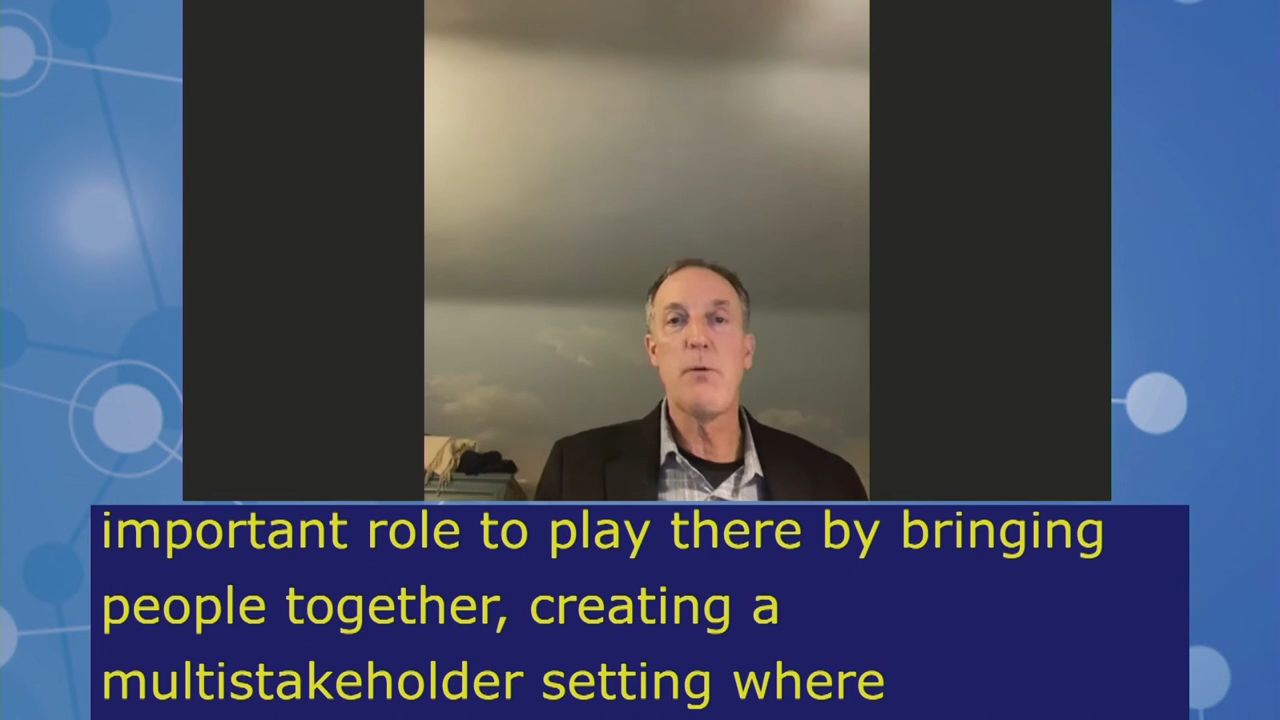 important role to play there by bringing
people together, creating a
multistakeholder setting where